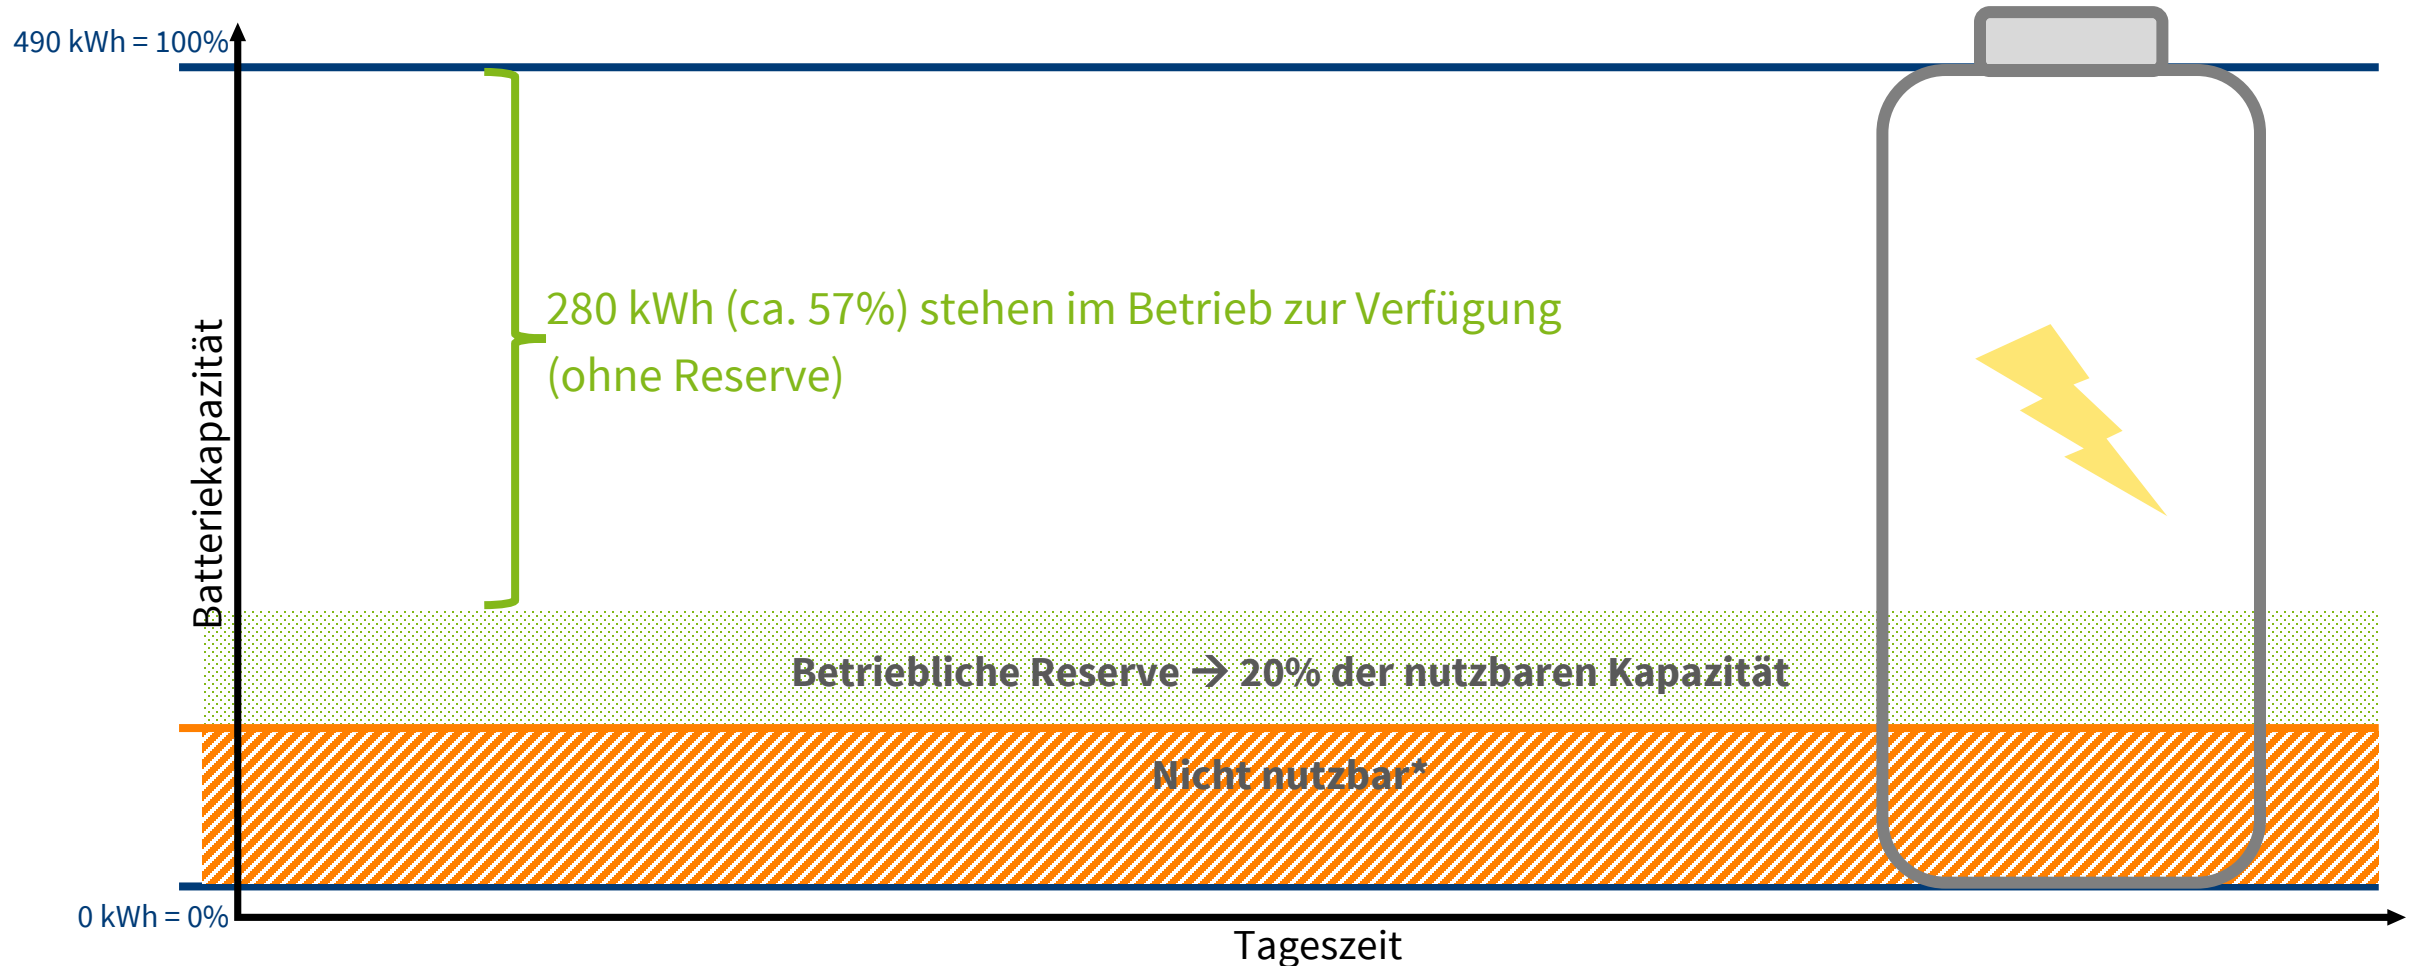 490 kWh = 100%
280 kWh (ca. 57%) stehen im Betrieb zur Verfügung
(ohne Reserve)
Batteriekapazität
Betriebliche Reserve → 20% der nutzbaren Kapazität
Nicht nutzbar*
0 kWh = 0%
Tageszeit